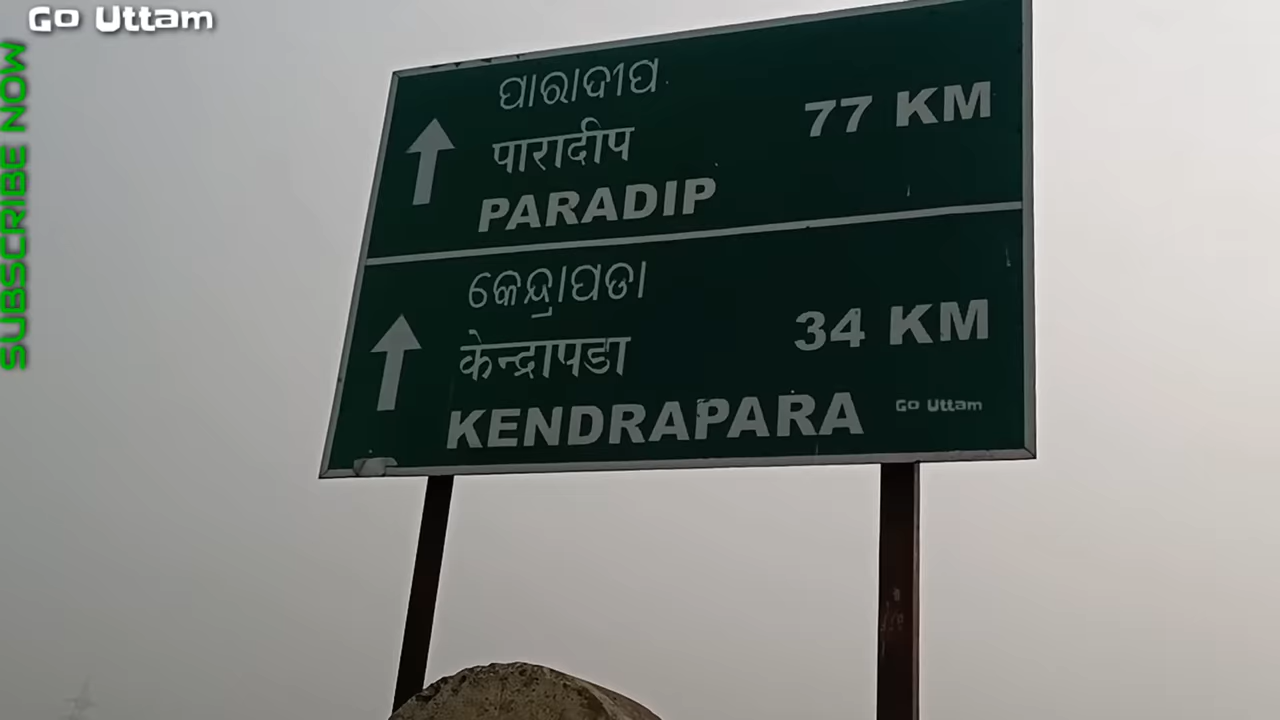 Go Uttam
SUBSCRIBE NOW
ପାରାଦୀପ
पारादीप
PARADIP
77 KM
କେନ୍ଦ୍ରାପଡା
केन्द्रापडा
KENDRAPARA
34 KM
Go Uttam